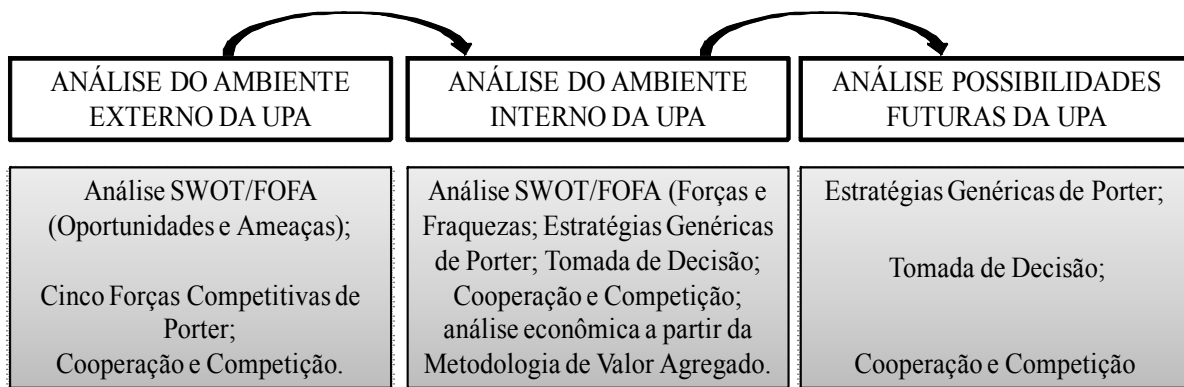 ANÁLISE DO AMBIENTE
EXTERNO DA UPA
ANÁLISE DO AMBIENTE
INTERNO DA UPA
ANÁLISE POSSIBILIDADES
FUTURAS DA UPA
Análise SWOT/FOFA
(Oportunidades e Ameaças);
Cinco Forças Competitivas de
Porter;
Cooperação e Competição.
Análise SWOT/FOFA (Forças e
Fraquezas; Estratégias Genéricas
de Porter; Tomada de Decisão;
Cooperação e Competição;
análise econômica a partir da
Metodologia de Valor Agregado.
Estratégias Genéricas de Porter;
Tomada de Decisão;
Cooperação e Competição